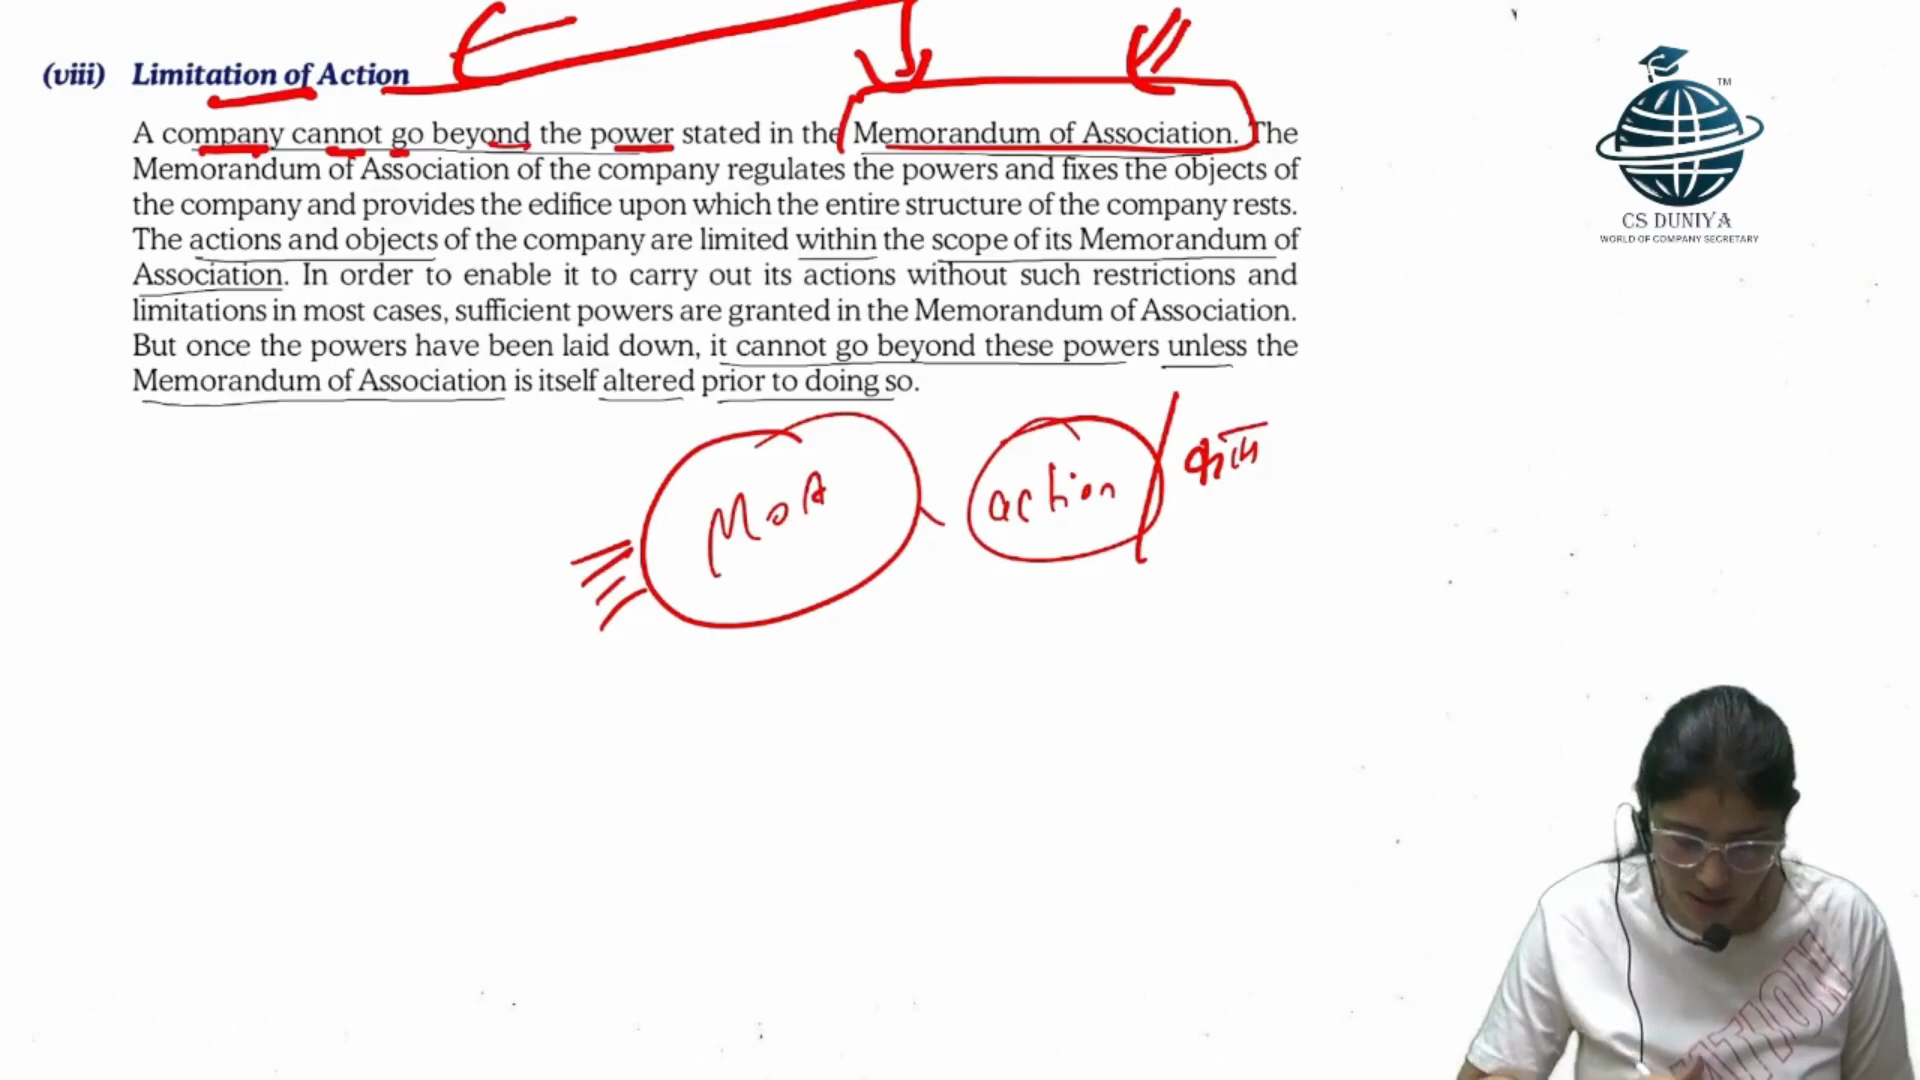 (viii) Limitation of Action
A company cannot go beyond the power stated in the Memorandum of Association. The
Memorandum of Association of the company regulates the powers and fixes the objects of
the company and provides the edifice upon which the entire structure of the company rests.
The actions and objects of the company are limited within the scope of its Memorandum of
Association. In order to enable it to carry out its actions without such restrictions and
limitations in most cases, sufficient powers are granted in the Memorandum of Association.
But once the powers have been laid down, it cannot go beyond these powers unless the
Memorandum of Association is itself altered prior to doing so.
MOA
action
TM
CS DUNIYA
WORLD OF COMPANY SECRETARY